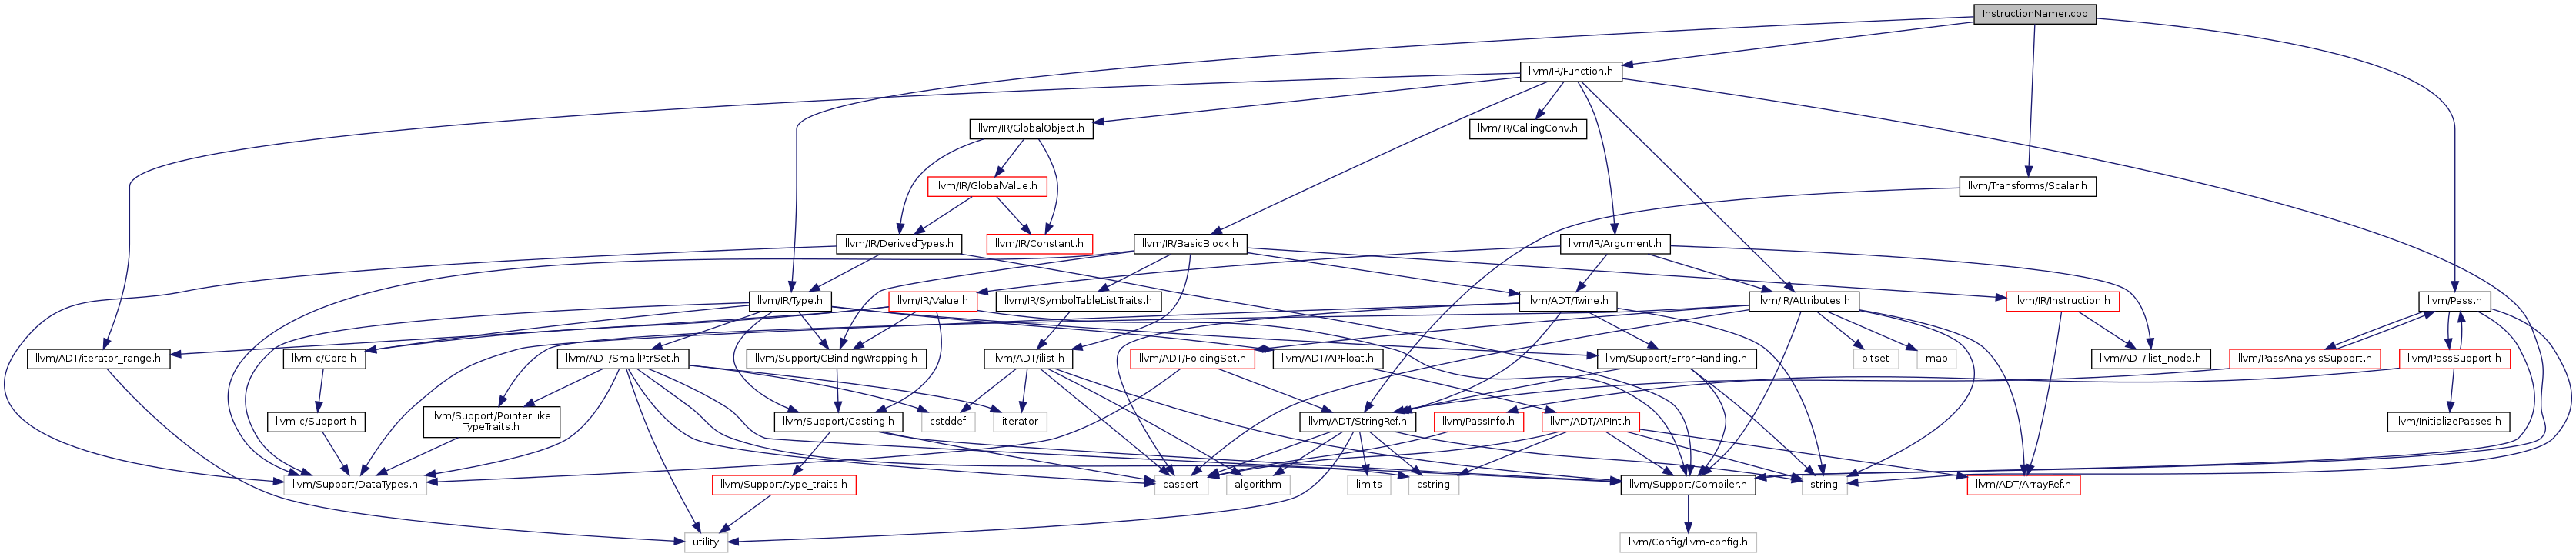 InstructionNamer.cpp
llvm/IR/Function.h
llvm/IR/GlobalObject.h
llvm/IR/CallingConv.h
llvm/IR/GlobalValue.h
llvm/Transforms/Scalar.h
llvm/IR/DerivedTypes.h
llvm/IR/Constant.h
llvm/IR/BasicBlock.h
llvm/IR/Argument.h
llvm/IR/Type.h
llvm/IR/Value.h
llvm/IR/SymbolTableListTraits.h
llvm/ADT/Twine.h
llvm/IR/Attributes.h
llvm/IR/Instruction.h
llvm/Pass.h
llvm/ADT/iterator_range.h
llvm-c/Core.h
llvm/ADT/SmallPtrSet.h
llvm/Support/CBindingWrapping.h
llvm/ADT/ilist.h
llvm/ADT/FoldingSet.h
llvm/ADT/APFloat.h
llvm/Support/ErrorHandling.h
bitset
map
llvm/ADT/ilist_node.h
llvm/PassAnalysisSupport.h
llvm/PassSupport.h
llvm-c/Support.h
llvm/Support/PointerLike
TypeTraits.h
llvm/Support/Casting.h
cstddef
iterator
llvm/ADT/StringRef.h
llvm/PassInfo.h
llvm/ADT/APInt.h
llvm/InitializePasses.h
llvm/Support/DataTypes.h
llvm/Support/type_traits.h
cassert
algorithm
limits
cstring
llvm/Support/Compiler.h
string
llvm/ADT/ArrayRef.h
utility
llvm/Config/llvm-config.h